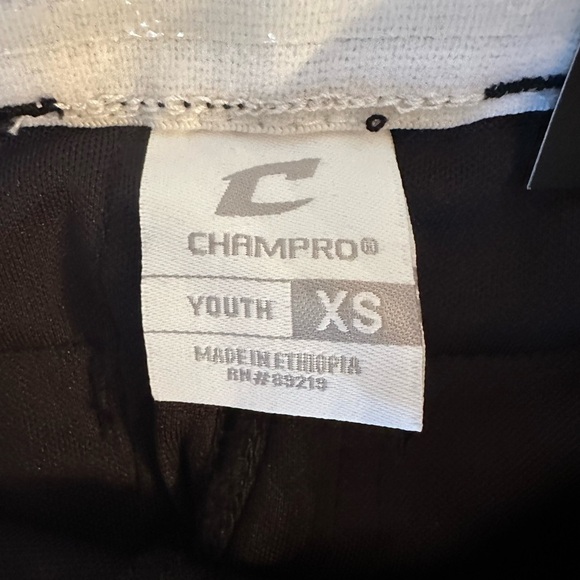 CHAMPRO®
YOUTH XS
MADE IN ETHIOPIA
RN#89219